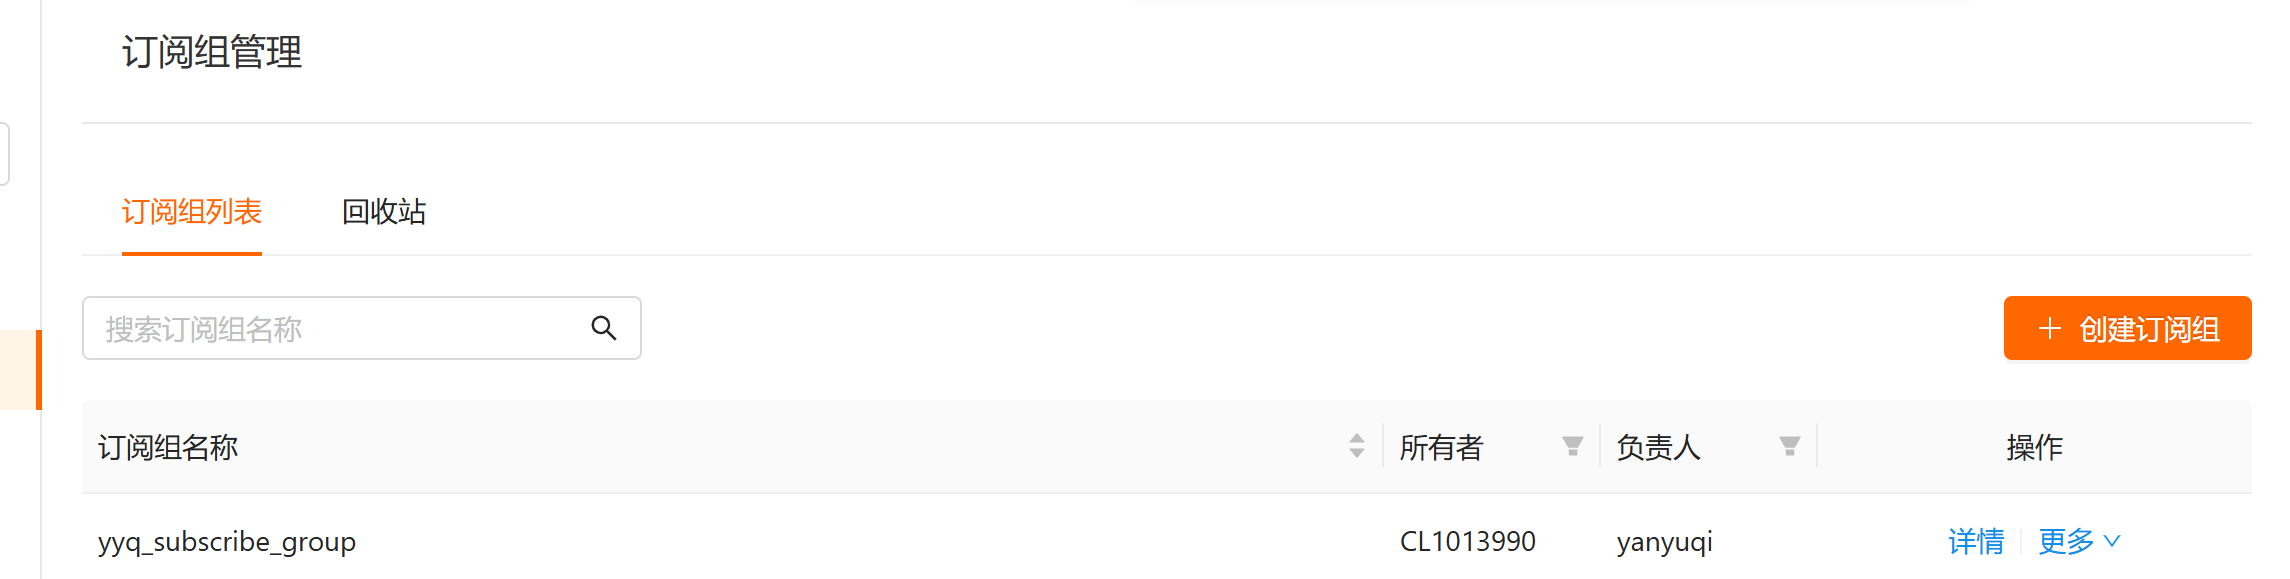 订阅组管理
订阅组列表 回收站
搜索订阅组名称 创建订阅组
订阅组名称 所有者 负责人 操作
yyq_subscribe_group CL1013990 yanyuqi 详情 更多